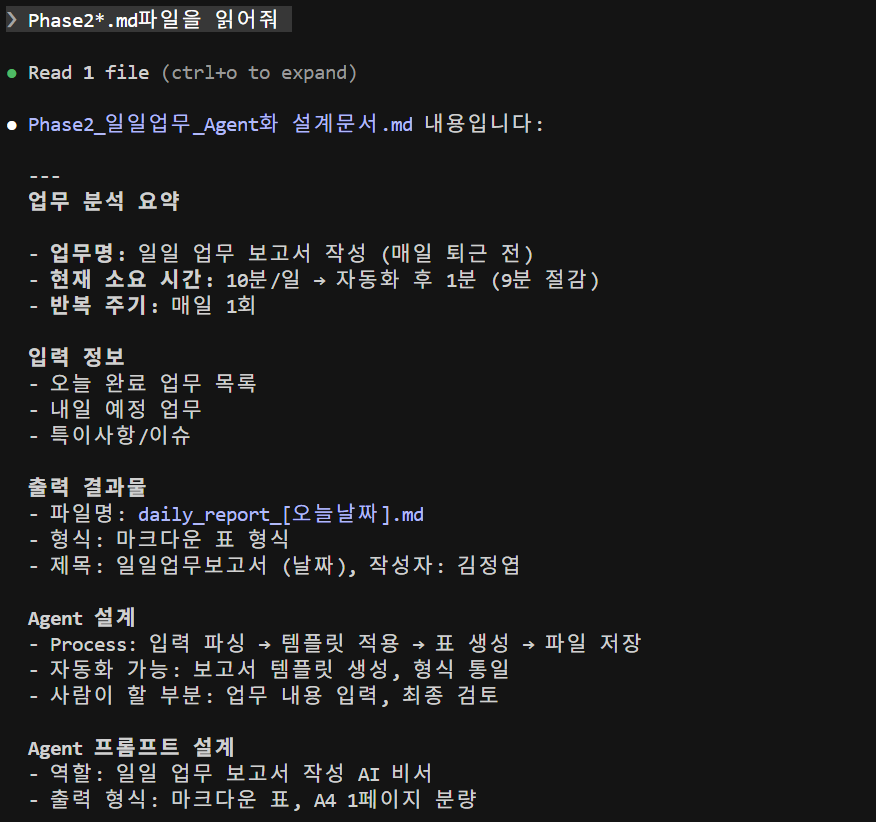 ❯ Phase2*.md파일을 읽어줘
● Read 1 file (ctrl+o to expand)
● Phase2_일일업무_Agent화 설계문서.md 내용입니다:
---
업무 분석 요약
- 업무명: 일일 업무 보고서 작성 (매일 퇴근 전)
- 현재 소요 시간: 10분/일 → 자동화 후 1분 (9분 절감)
- 반복 주기: 매일 1회
입력 정보
- 오늘 완료 업무 목록
- 내일 예정 업무
- 특이사항/이슈
출력 결과물
- 파일명: daily_report_[오늘날짜].md
- 형식: 마크다운 표 형식
- 제목: 일일업무보고서 (날짜), 작성자: 김정엽
Agent 설계
- Process: 입력 파싱 → 템플릿 적용 → 표 생성 → 파일 저장
- 자동화 가능: 보고서 템플릿 생성, 형식 통일
- 사람이 할 부분: 업무 내용 입력, 최종 검토
Agent 프롬프트 설계
- 역할: 일일 업무 보고서 작성 AI 비서
- 출력 형식: 마크다운 표, A4 1페이지 분량